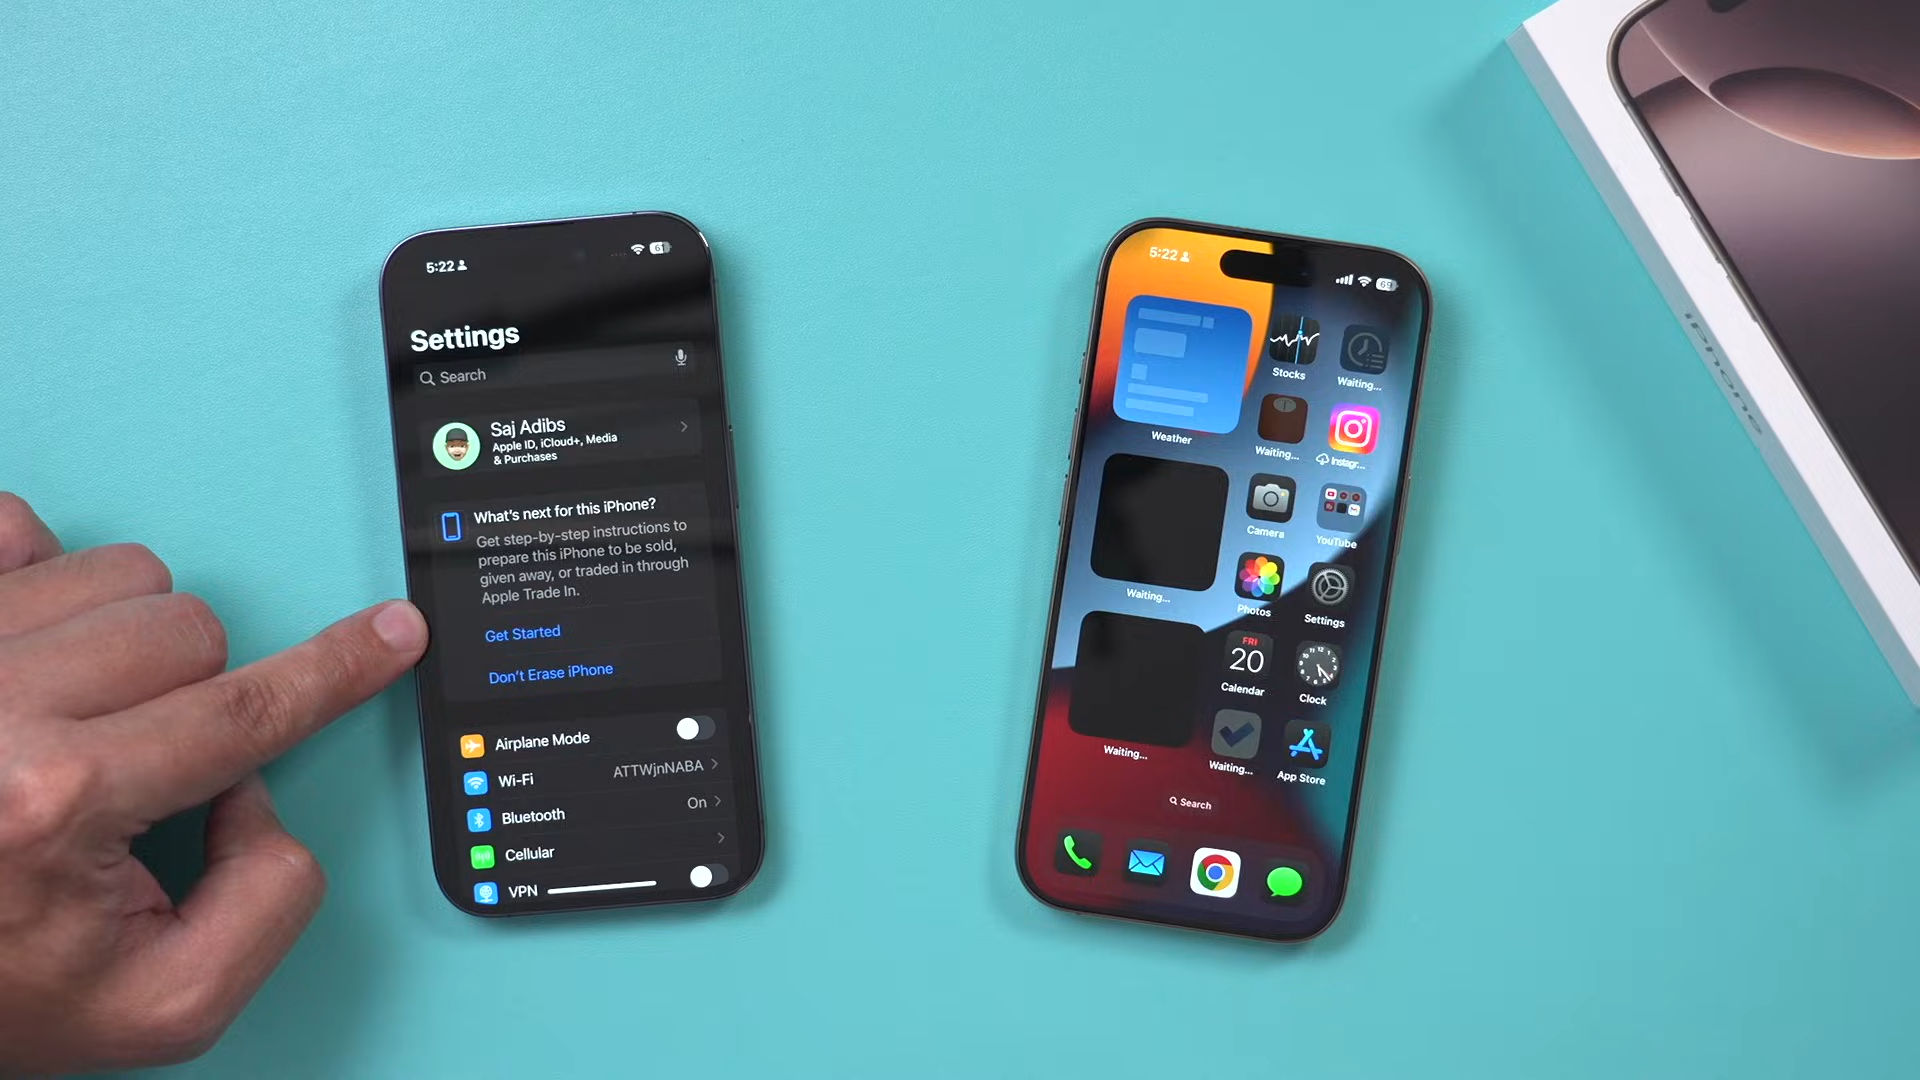 5:22
61
Settings
Search
Saj Adibs
Apple ID, iCloud+, Media
& Purchases
What's next for this iPhone?
Get step-by-step instructions to
prepare this iPhone to be sold,
given away, or traded in through
Apple Trade In.
Get Started
Don't Erase iPhone
Airplane Mode
Wi-Fi
ATTWjnNABA
Bluetooth
On
Cellular
VPN
5:22
69
Weather
Stocks
Waiting...
Waiting...
Instagr...
Waiting...
Camera
YouTube
Photos
Settings
Waiting...
FRI
20
Calendar
Clock
Waiting...
App Store
Search
iPhone